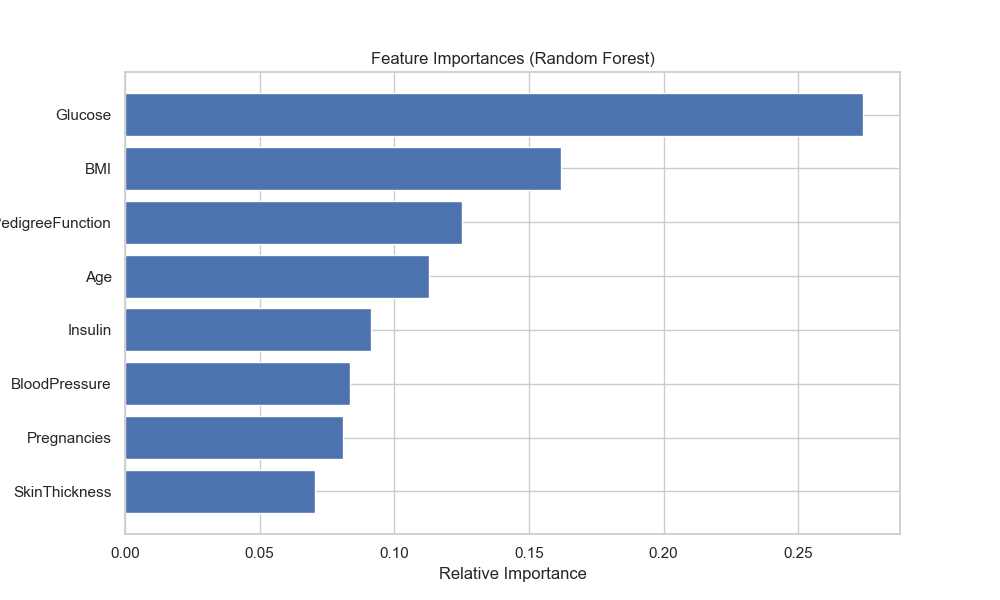 Feature Importances (Random Forest)
Glucose
BMI
PedigreeFunction
Age
Insulin
BloodPressure
Pregnancies
SkinThickness
0.00 0.05 0.10 0.15 0.20 0.25
Relative Importance